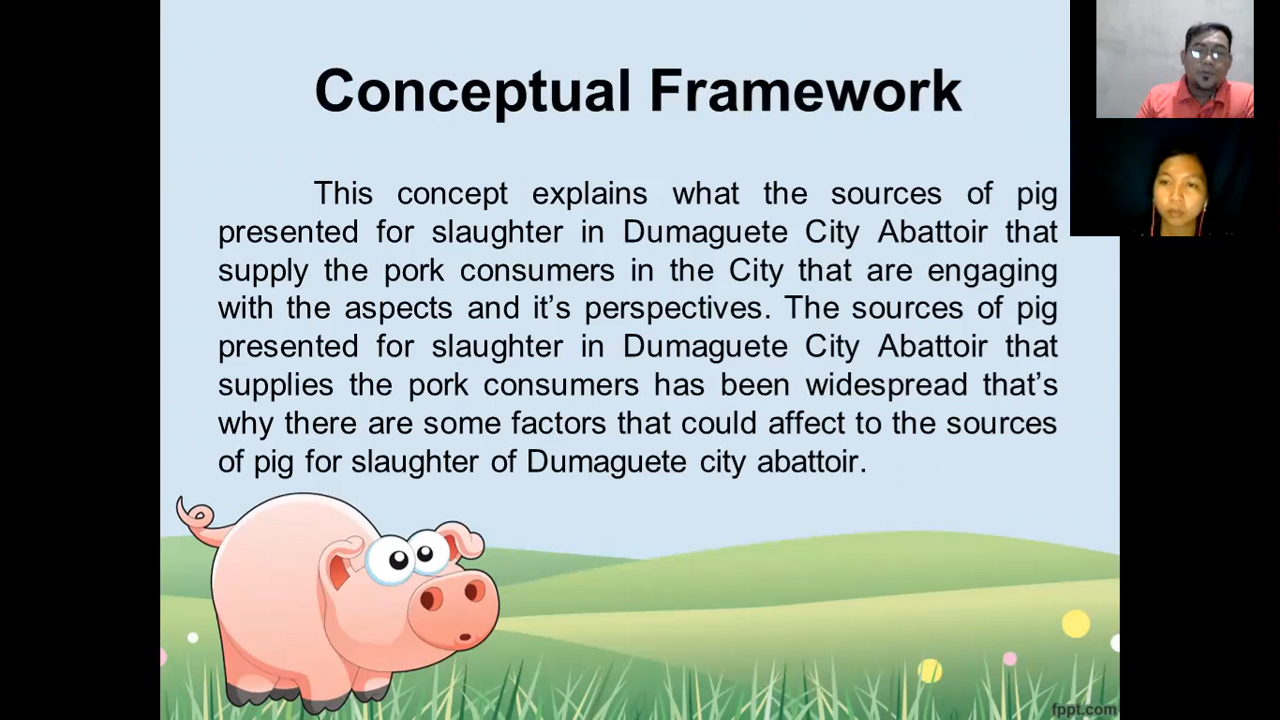 Conceptual Framework
This concept explains what the sources of pig
presented for slaughter in Dumaguete City Abattoir that
supply the pork consumers in the City that are engaging
with the aspects and it’s perspectives. The sources of pig
presented for slaughter in Dumaguete City Abattoir that
supplies the pork consumers has been widespread that’s
why there are some factors that could affect to the sources
of pig for slaughter of Dumaguete city abattoir.
fppt.com